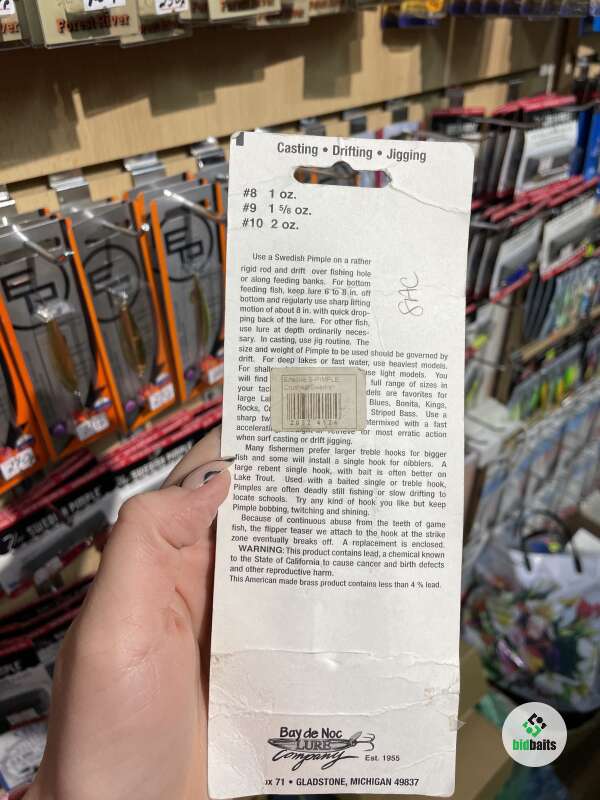 Forest River
Casting • Drifting • Jigging
#8 1 oz.
#9 1 5/8 oz.
#10 2 oz.
8HC
Use a Swedish Pimple on a rather
rigid rod and drift over fishing hole
or along feeding banks. For bottom
feeding fish, keep lure 6 to 8 in. off
bottom and regularly use sharp lifting
motion of about 8 in. with quick drop-
ping back of the lure. For other fish,
use lure at depth ordinarily neces-
sary. In casting, use jig routine. The
size and weight of Pimple to be used should be governed by
drift. For deep lakes or fast water, use heaviest models.
For use light models. You
will find full range of sizes in
your are favorites for
large Blues, Bonita, Kings,
Striped Bass. Use a
sharp with a fast
or retrieve for most erratic action
when surf casting or drift jigging.
Many fishermen prefer larger treble hooks for bigger
fish and some will install a single hook for nibblers. A
large rebent single hook, with bait is often better on
Lake Trout. Used with a baited single or treble hook,
Pimples are often deadly still fishing or slow drifting to
locate schools. Try any kind of hook you like but keep
Pimple bobbing, twitching and shining.
Because of continuous abuse from the teeth of game
fish, the flipper teaser we attach to the hook at the strike
zone eventually breaks off. A replacement is enclosed.
WARNING: This product contains lead, a chemical known
to the State of California to cause cancer and birth defects
and other reproductive harm.
This American made brass product contains less than 4 % lead.
Bay de Noc
LURE
Company
Est. 1955
71 • GLADSTONE, MICHIGAN 49837
bidbaits